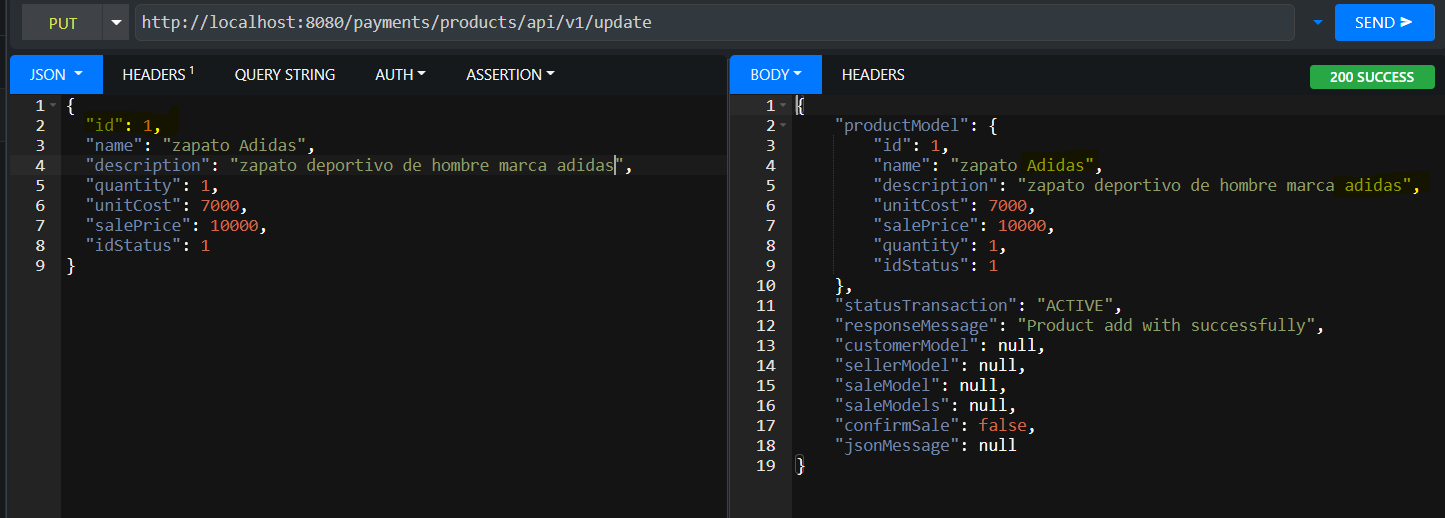 PUT http://localhost:8080/payments/products/api/v1/update SEND
JSON HEADERS 1 QUERY STRING AUTH ASSERTION
1 {
2 "id": 1,
3 "name": "zapato Adidas",
4 "description": "zapato deportivo de hombre marca adidas",
5 "quantity": 1,
6 "unitCost": 7000,
7 "salePrice": 10000,
8 "idStatus": 1
9 }
BODY HEADERS 200 SUCCESS
1 {
2 "productModel": {
3 "id": 1,
4 "name": "zapato Adidas",
5 "description": "zapato deportivo de hombre marca adidas",
6 "unitCost": 7000,
7 "salePrice": 10000,
8 "quantity": 1,
9 "idStatus": 1
10 },
11 "statusTransaction": "ACTIVE",
12 "responseMessage": "Product add with successfully",
13 "customerModel": null,
14 "sellerModel": null,
15 "saleModel": null,
16 "saleModels": null,
17 "confirmSale": false,
18 "jsonMessage": null
19 }